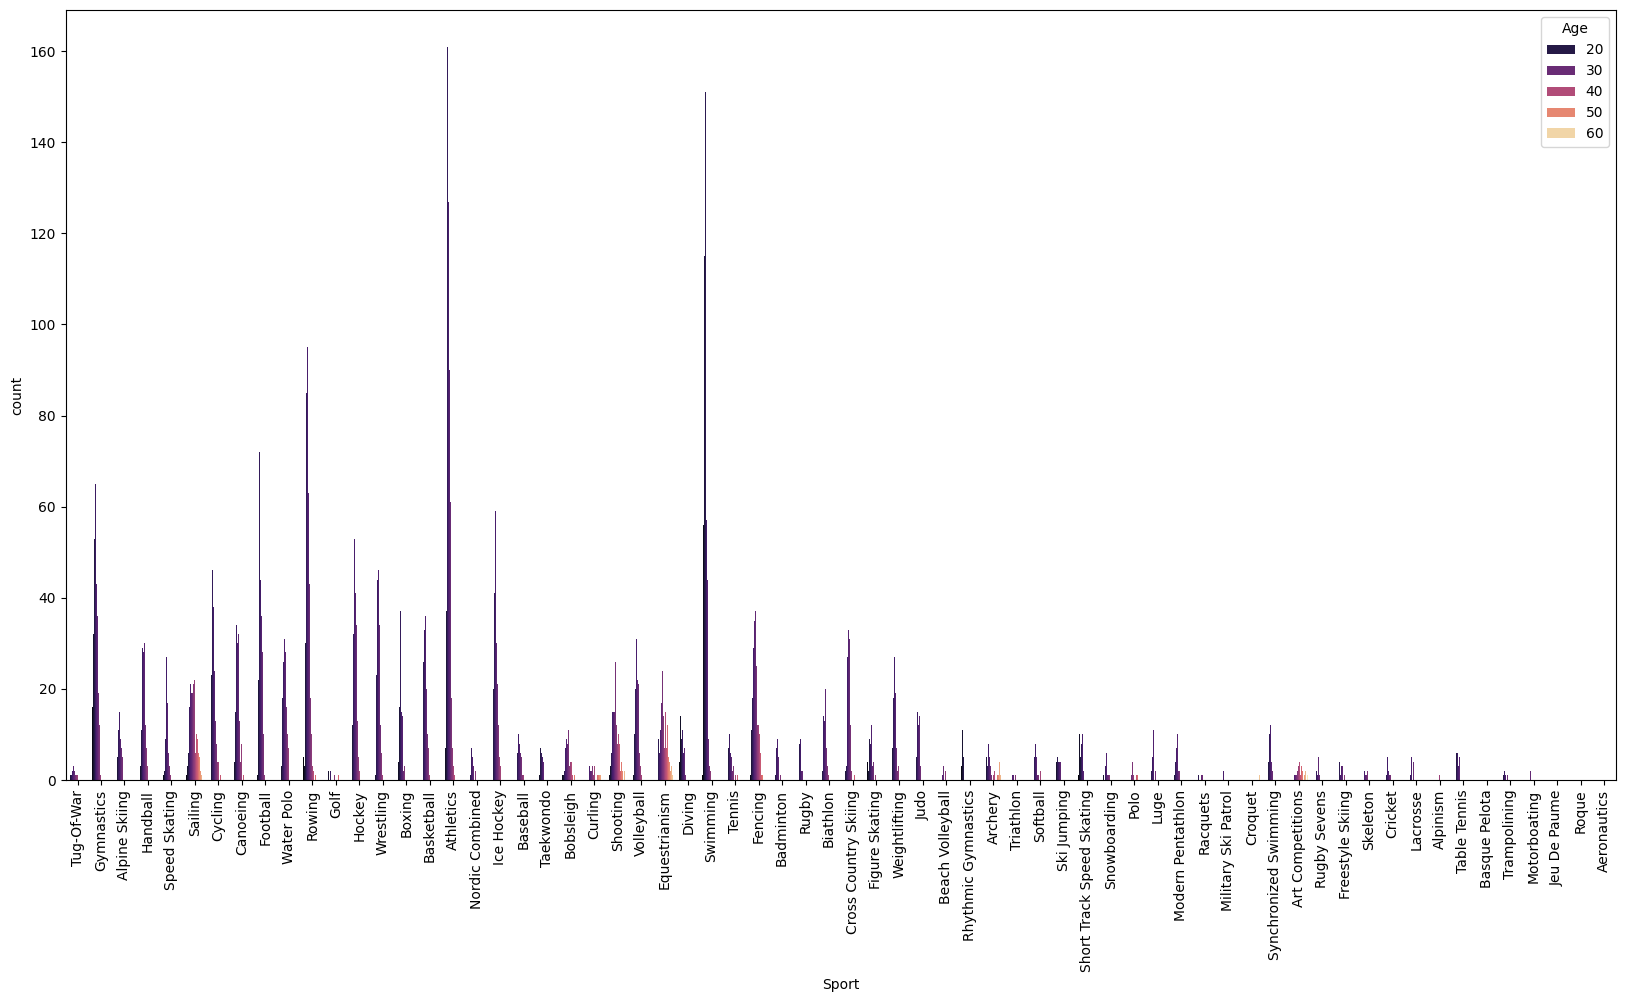 Age
20
30
40
50
60
160
140
120
100
80
60
40
20
0
count
Tug-Of-War
Gymnastics
Alpine Skiing
Handball
Speed Skating
Sailing
Cycling
Canoeing
Football
Water Polo
Rowing
Golf
Hockey
Wrestling
Boxing
Basketball
Athletics
Nordic Combined
Ice Hockey
Baseball
Taekwondo
Bobsleigh
Curling
Shooting
Volleyball
Equestrianism
Diving
Swimming
Tennis
Fencing
Badminton
Rugby
Biathlon
Cross Country Skiing
Figure Skating
Weightlifting
Judo
Beach Volleyball
Rhythmic Gymnastics
Archery
Triathlon
Softball
Ski Jumping
Short Track Speed Skating
Snowboarding
Polo
Luge
Modern Pentathlon
Racquets
Military Ski Patrol
Croquet
Synchronized Swimming
Art Competitions
Rugby Sevens
Freestyle Skiing
Skeleton
Cricket
Lacrosse
Alpinism
Table Tennis
Basque Pelota
Trampolining
Motorboating
Jeu De Paume
Roque
Aeronautics
Sport